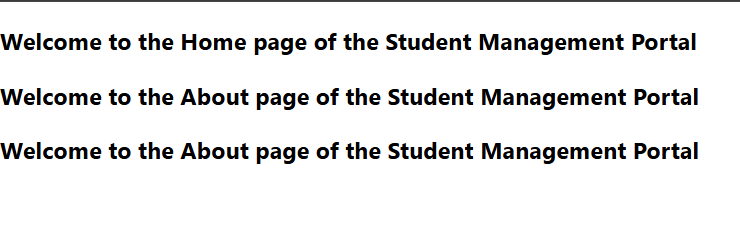 Welcome to the Home page of the Student Management Portal
Welcome to the About page of the Student Management Portal
Welcome to the About page of the Student Management Portal